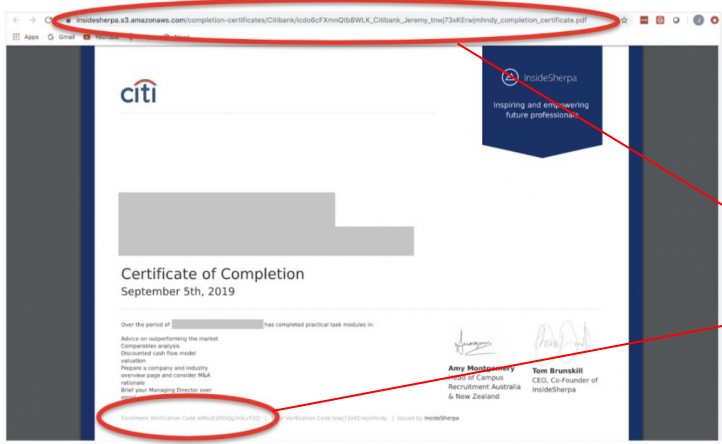 insidesherpa.s3.amazonaws.com/completion-certificates/Citibank/
Apps Gmail
citi
InsideSherpa
Inspiring and empowering
future professionals
Certificate of Completion
September 5th, 2019
Over the period of has completed practical task modules in:
Advice on outperforming the market
Comparables analysis
Discounted cash flow model
valuation
Prepare a company and industry
overview page and consider M&A
rationale
Brief your Managing Director over
Amy Montgomery
Head of Campus
Recruitment Australia
& New Zealand
Tom Brunskill
CEO, Co-Founder of
InsideSherpa
Verification Code | Verification Code | Issued by InsideSherpa